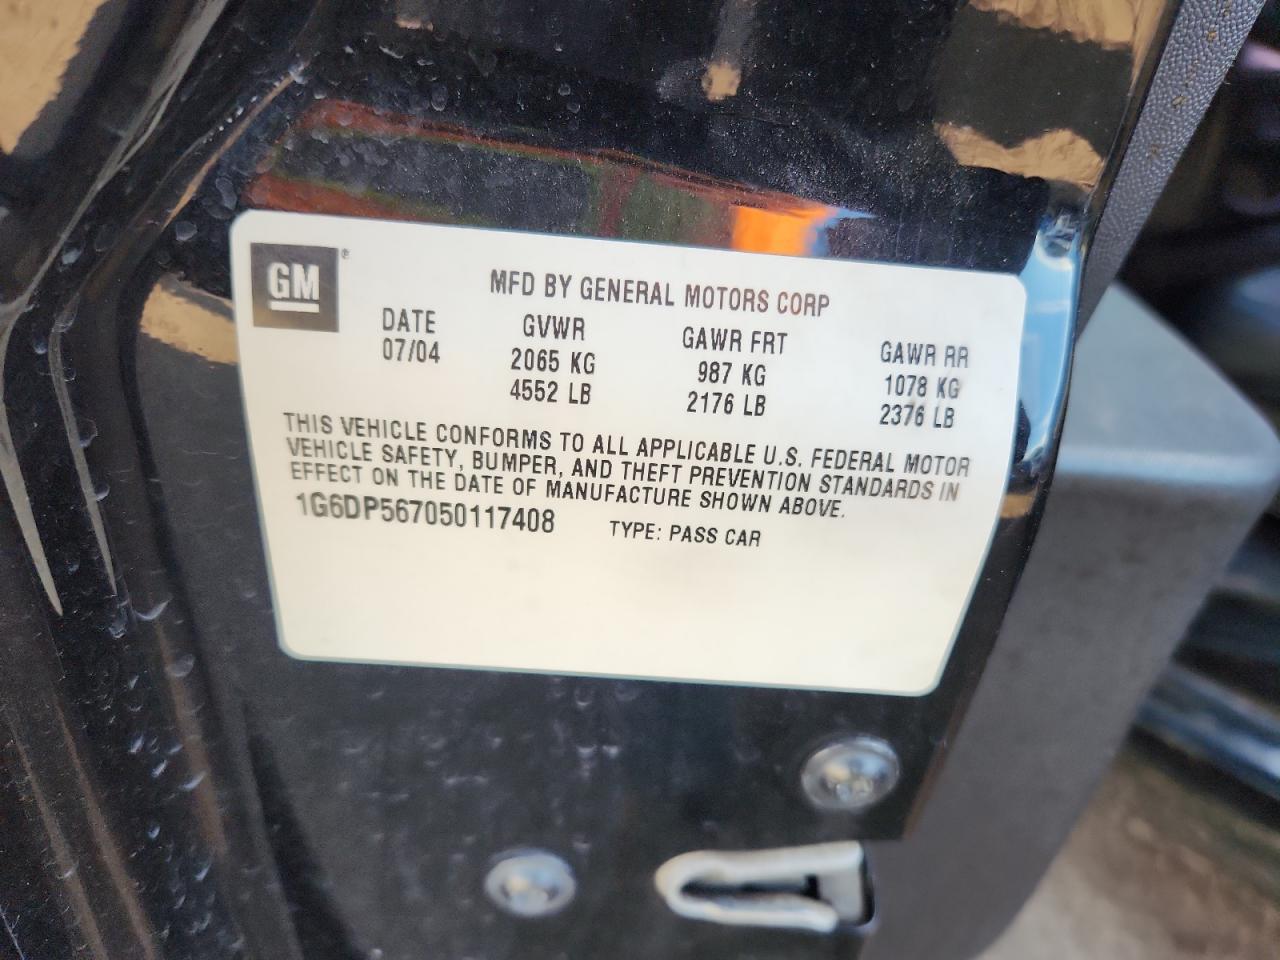 GM®
MFD BY GENERAL MOTORS CORP
DATE GVWR GAWR FRT GAWR RR
07/04 2065 KG 987 KG 1078 KG
4552 LB 2176 LB 2376 LB
THIS VEHICLE CONFORMS TO ALL APPLICABLE U.S. FEDERAL MOTOR
VEHICLE SAFETY, BUMPER, AND THEFT PREVENTION STANDARDS IN
EFFECT ON THE DATE OF MANUFACTURE SHOWN ABOVE.
1G6DP567050117408 TYPE: PASS CAR